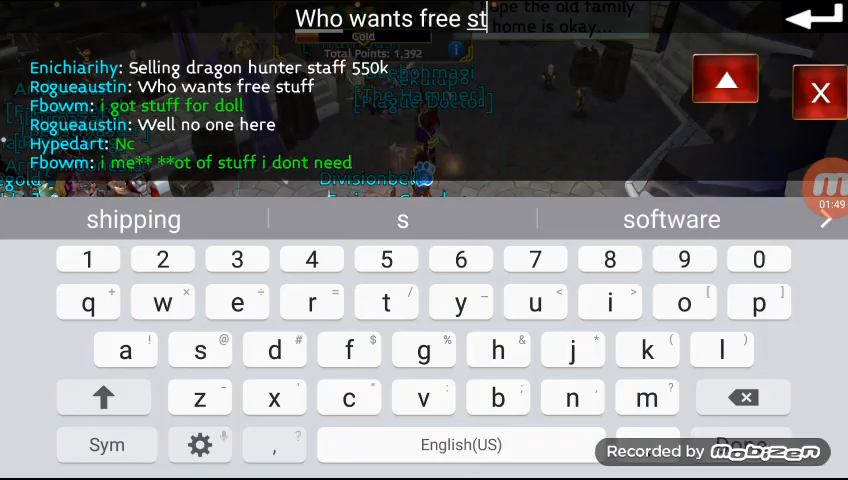 Who wants free st
ope the old family
home is okay...
Gold
Total Points: 1,392
Enichiarihy: Selling dragon hunter staff 550k
Rogueaustin: Who wants free stuff
[The Hammer]
Fbowm: i got stuff for doll
Plague Doctor]
Rogueaustin: Well no one here
Hypedart: Nc
Fbowm: i me** **ot of stuff i dont need
X
01:49
shipping s software
1 2 3 4 5 6 7 8 9 0
q + w × e ÷ r = t / y _ u < i > o [ p ]
a ! s @ d # f $ g % h & j * k ( l )
z - x ' c " v : b ; n , m ?
Sym , ? English(US)
Recorded by mobizen